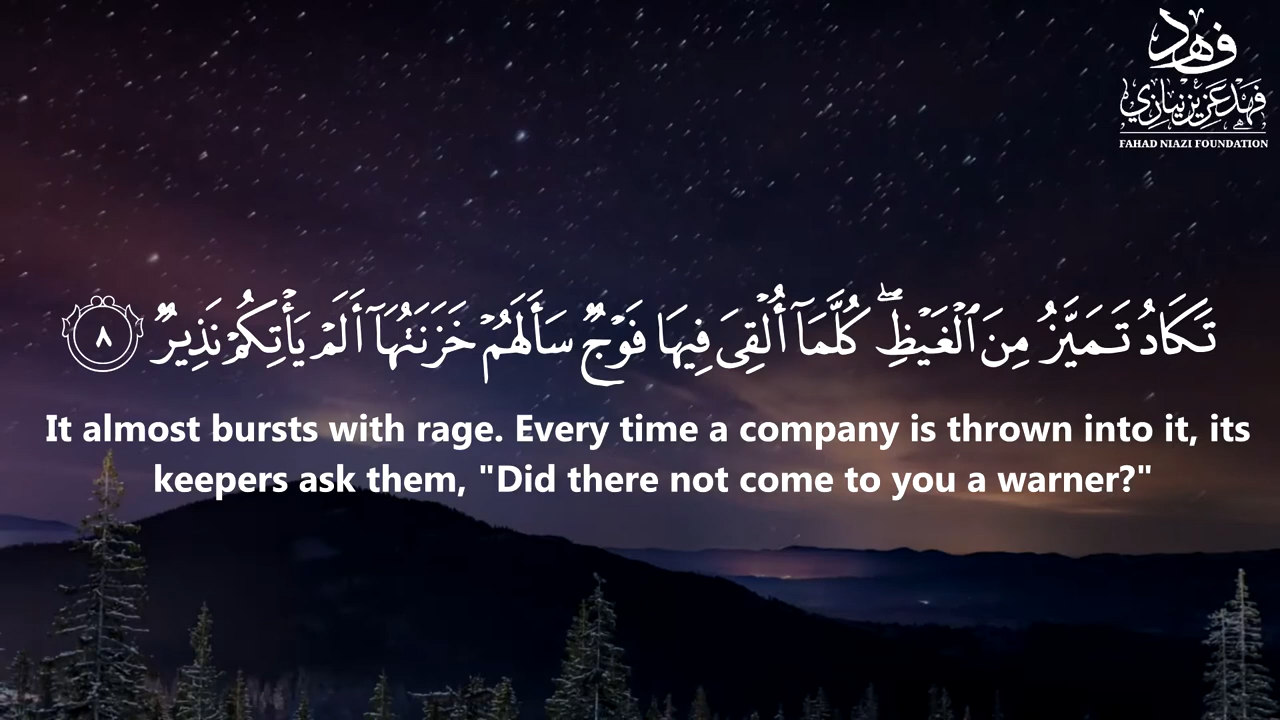 فهد
فهد عزيز نيازي
FAHAD NIAZI FOUNDATION
تَكَادُ تَمَيَّزُ مِنَ ٱلْغَيْظِ ۖ كُلَّمَآ أُلْقِىَ فِيهَا فَوْجٌ سَأَلَهُمْ خَزَنَتُهَآ أَلَمْ يَأْتِكُمْ نَذِيرٌ ٨
It almost bursts with rage. Every time a company is thrown into it, its
keepers ask them, "Did there not come to you a warner?"